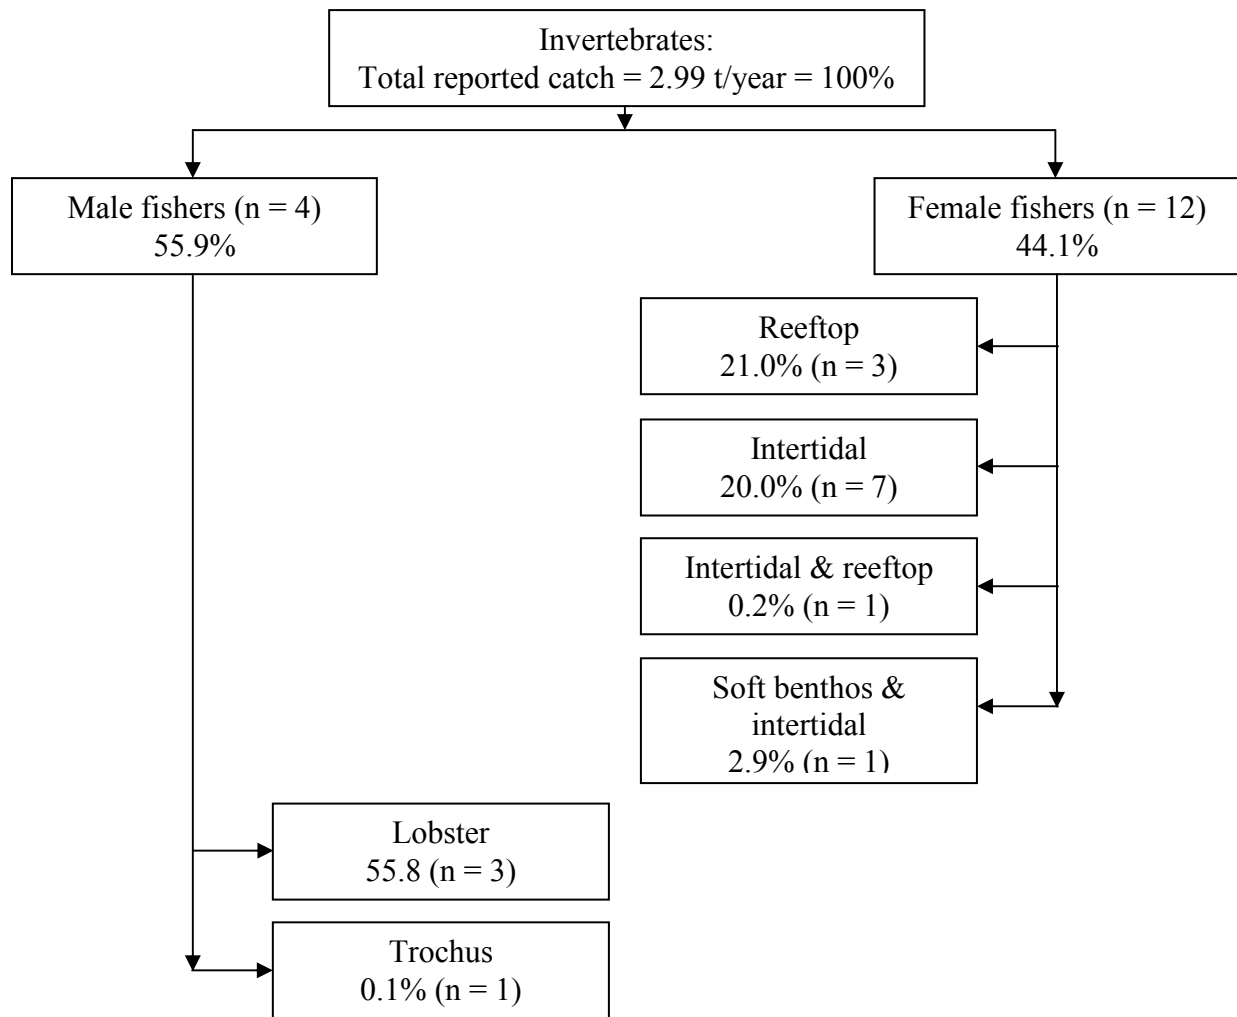 Invertebrates:
Total reported catch = 2.99 t/year = 100%
Male fishers (n = 4)
55.9%
Female fishers (n = 12)
44.1%
Reeftop
21.0% (n = 3)
Intertidal
20.0% (n = 7)
Intertidal & reeftop
0.2% (n = 1)
Soft benthos &
intertidal
2.9% (n = 1)
Lobster
55.8 (n = 3)
Trochus
0.1% (n = 1)